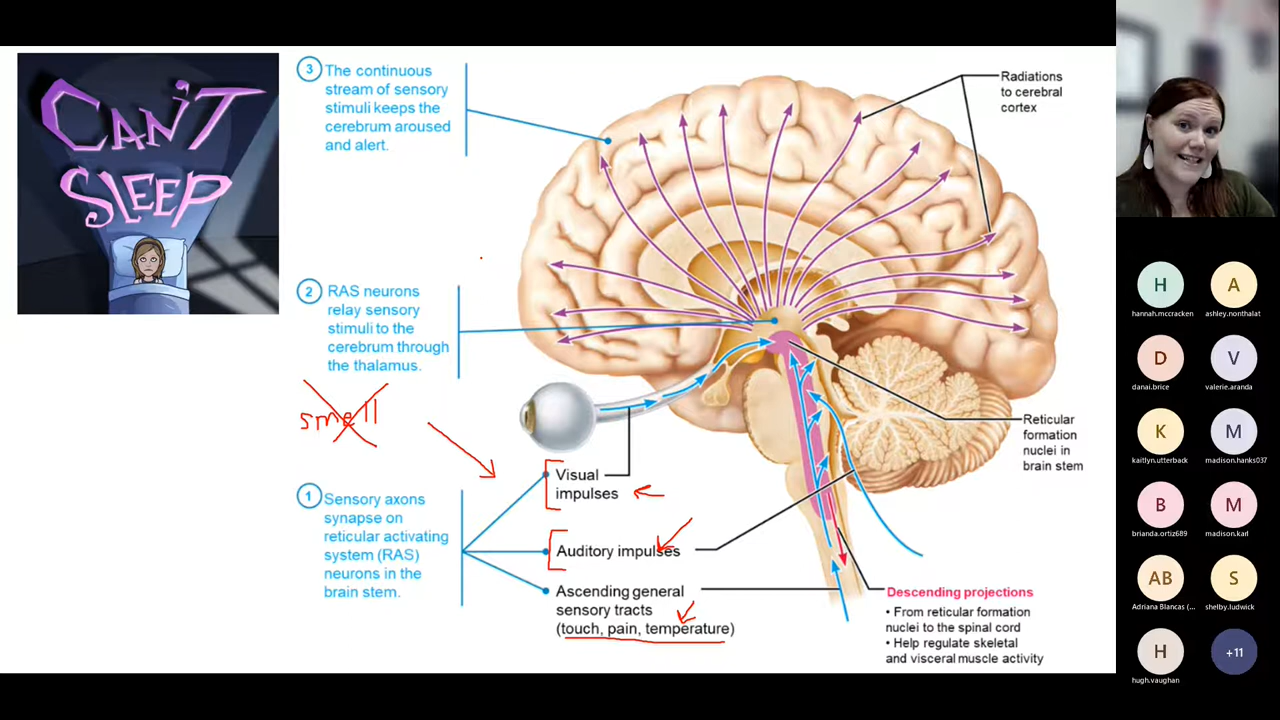 CAN'T
SLEEP
3 The continuous
stream of sensory
stimuli keeps the
cerebrum aroused
and alert.
Radiations
to cerebral
cortex
2 RAS neurons
relay sensory
stimuli to the
cerebrum through
the thalamus.
smell
Reticular
formation
nuclei in
brain stem
Visual
impulses
1 Sensory axons
synapse on
reticular activating
system (RAS)
neurons in the
brain stem.
Auditory impulses
Ascending general
sensory tracts
(touch, pain, temperature)
Descending projections
• From reticular formation
nuclei to the spinal cord
• Help regulate skeletal
and visceral muscle activity
H
hannah.mccracken
A
ashley.nonthalat
D
danai.brice
V
valerie.aranda
K
kaitlyn.utterback
M
madison.hanks037
B
brianda.ortiz689
M
madison.karl
AB
Adriana Blancas (...
S
shelby.ludwick
H
hugh.vaughan
+11